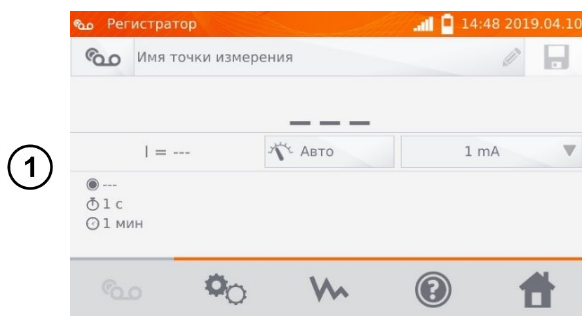 Регистратор 14:48 2019.04.10
Имя точки измерения
---
1 I = --- Авто 1 mA
---
1 с
1 мин